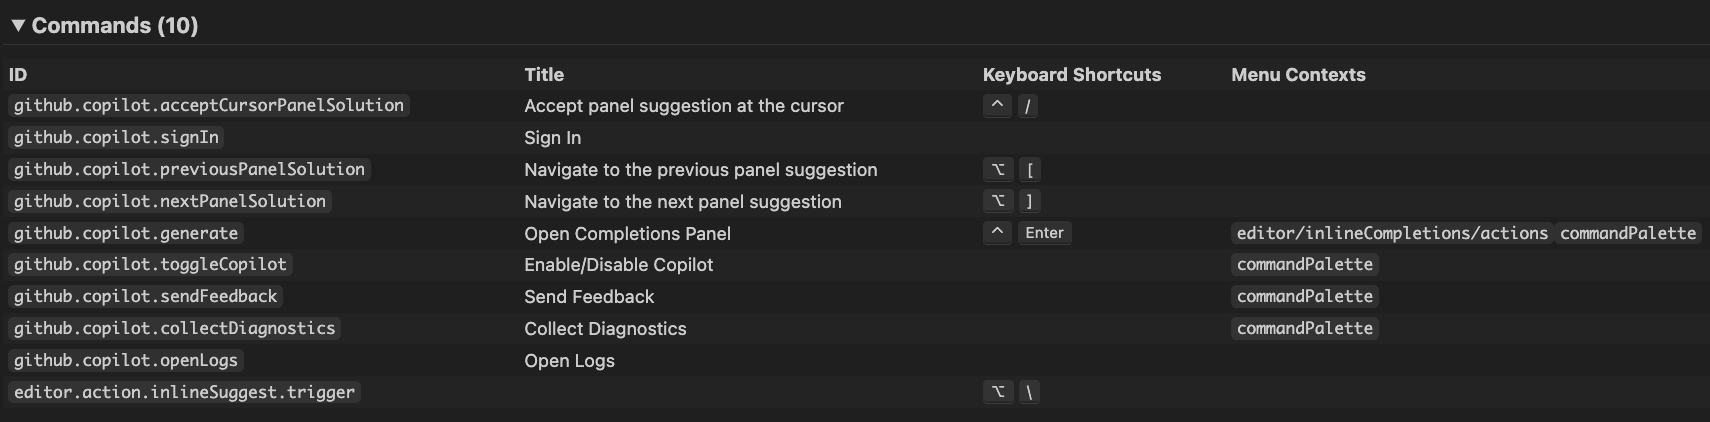 ▼ Commands (10)
ID Title Keyboard Shortcuts Menu Contexts
github.copilot.acceptCursorPanelSolution Accept panel suggestion at the cursor ^ /
github.copilot.signIn Sign In
github.copilot.previousPanelSolution Navigate to the previous panel suggestion ⌥ [
github.copilot.nextPanelSolution Navigate to the next panel suggestion ⌥ ]
github.copilot.generate Open Completions Panel ^ Enter editor/inlineCompletions/actions commandPalette
github.copilot.toggleCopilot Enable/Disable Copilot commandPalette
github.copilot.sendFeedback Send Feedback commandPalette
github.copilot.collectDiagnostics Collect Diagnostics commandPalette
github.copilot.openLogs Open Logs
editor.action.inlineSuggest.trigger ⌥ \